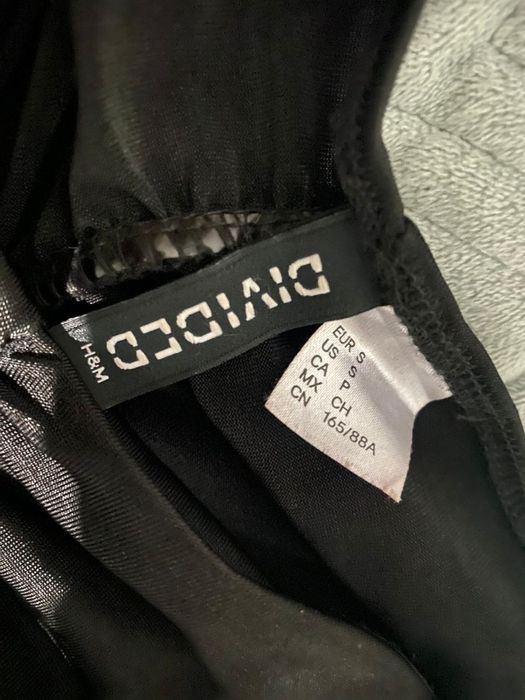 DIVIDED
H&M
EUR S
US S
CA P
MX CH
CN 165/88A